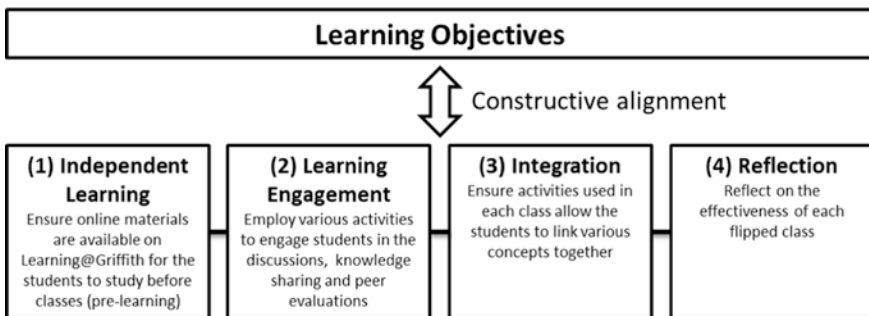 Learning Objectives
Constructive alignment
(1) Independent
Learning
Ensure online materials
are available on
Learning@Griffith for the
students to study before
classes (pre-learning)
(2) Learning
Engagement
Employ various activities
to engage students in the
discussions, knowledge
sharing and peer
evaluations
(3) Integration
Ensure activities used in
each class allow the
students to link various
concepts together
(4) Reflection
Reflect on the
effectiveness of each
flipped class